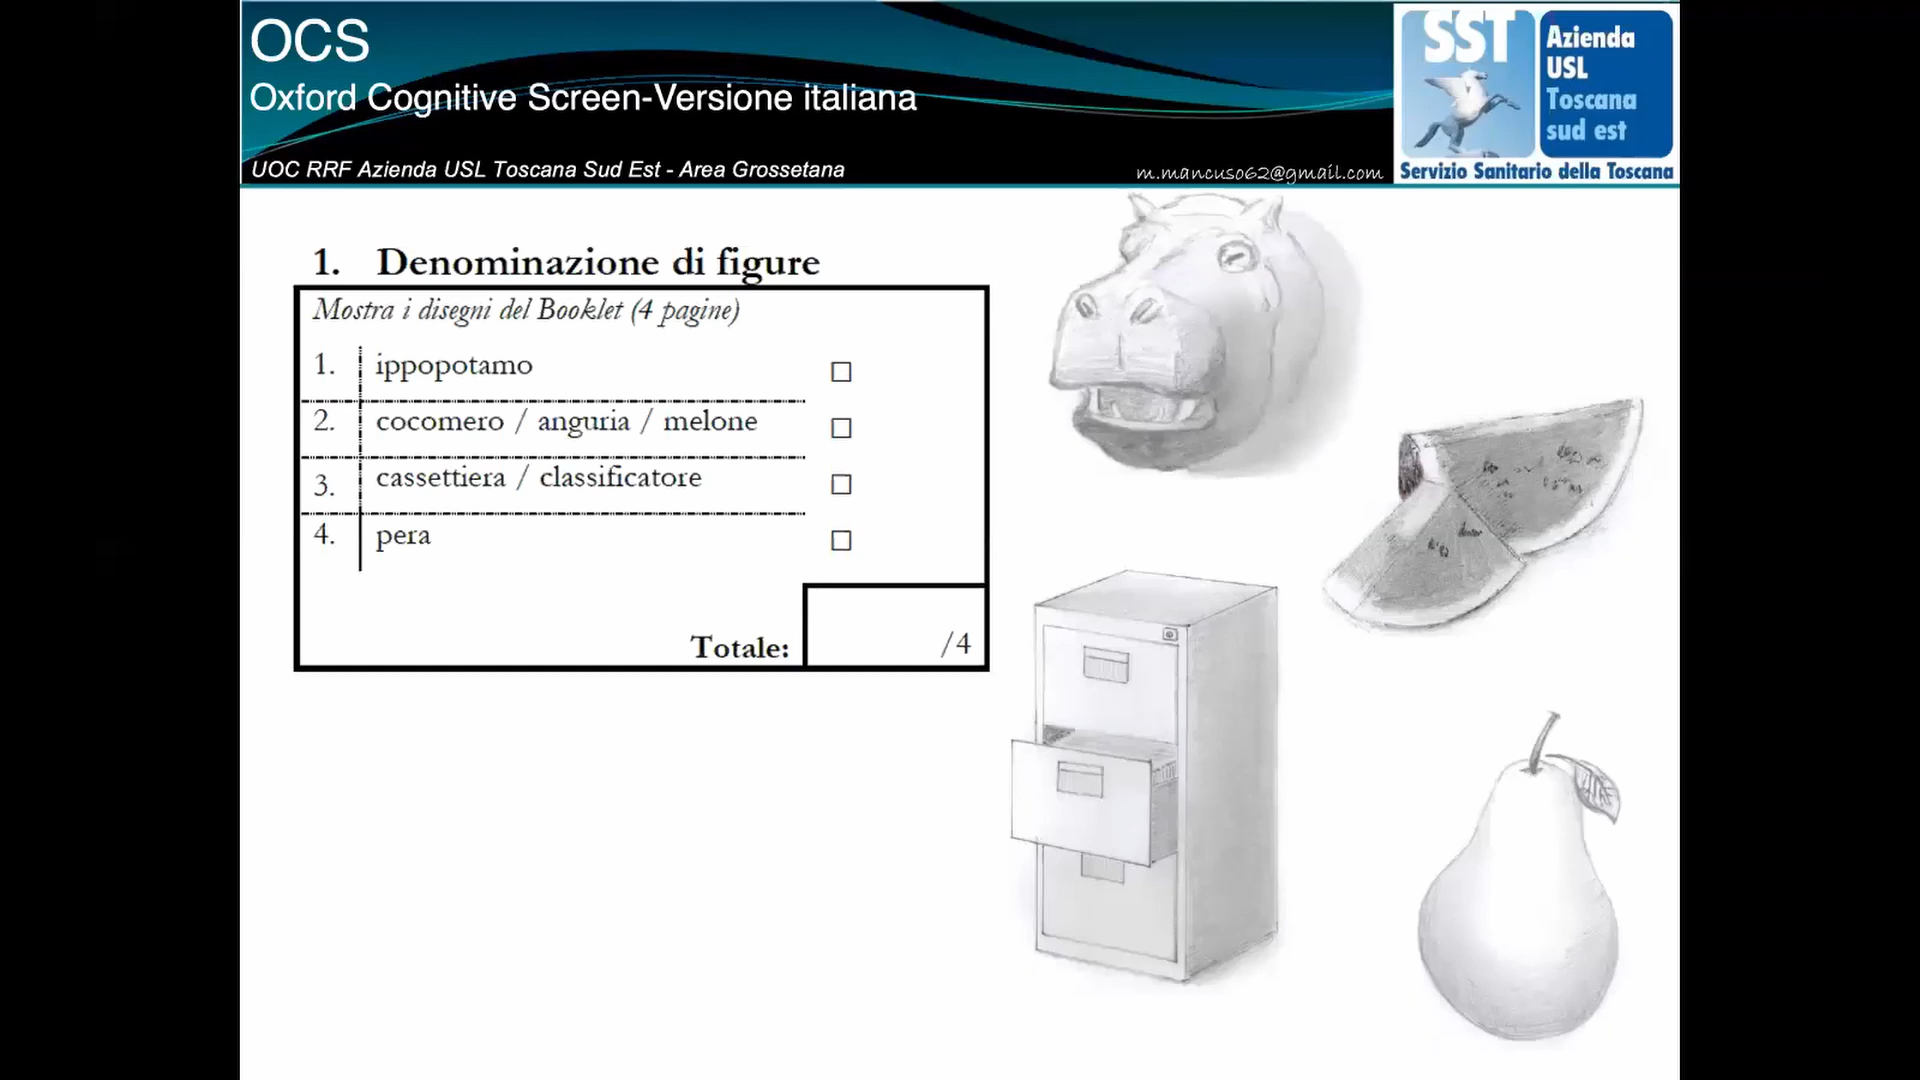 OCS
Oxford Cognitive Screen-Versione italiana
UOC RRF Azienda USL Toscana Sud Est - Area Grossetana
m.mancuso62@gmail.com
SST
Azienda
USL
Toscana
sud est
Servizio Sanitario della Toscana
1. Denominazione di figure
Mostra i disegni del Booklet (4 pagine)
1. ippopotamo
2. cocomero / anguria / melone
3. cassettiera / classificatore
4. pera
Totale: /4